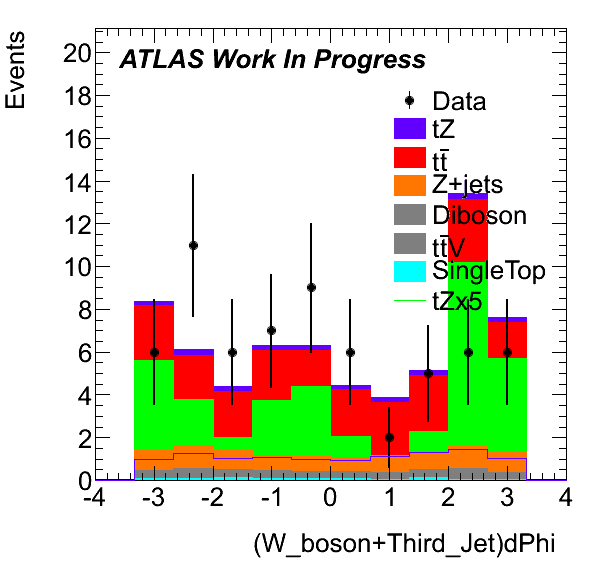 Events
ATLAS Work In Progress
Data
tZ
tt̄
Z+jets
Diboson
tt̄V
SingleTop
tZx5
20
18
16
14
12
10
8
6
4
2
0
-4 -3 -2 -1 0 1 2 3 4
(W_boson+Third_Jet)dPhi